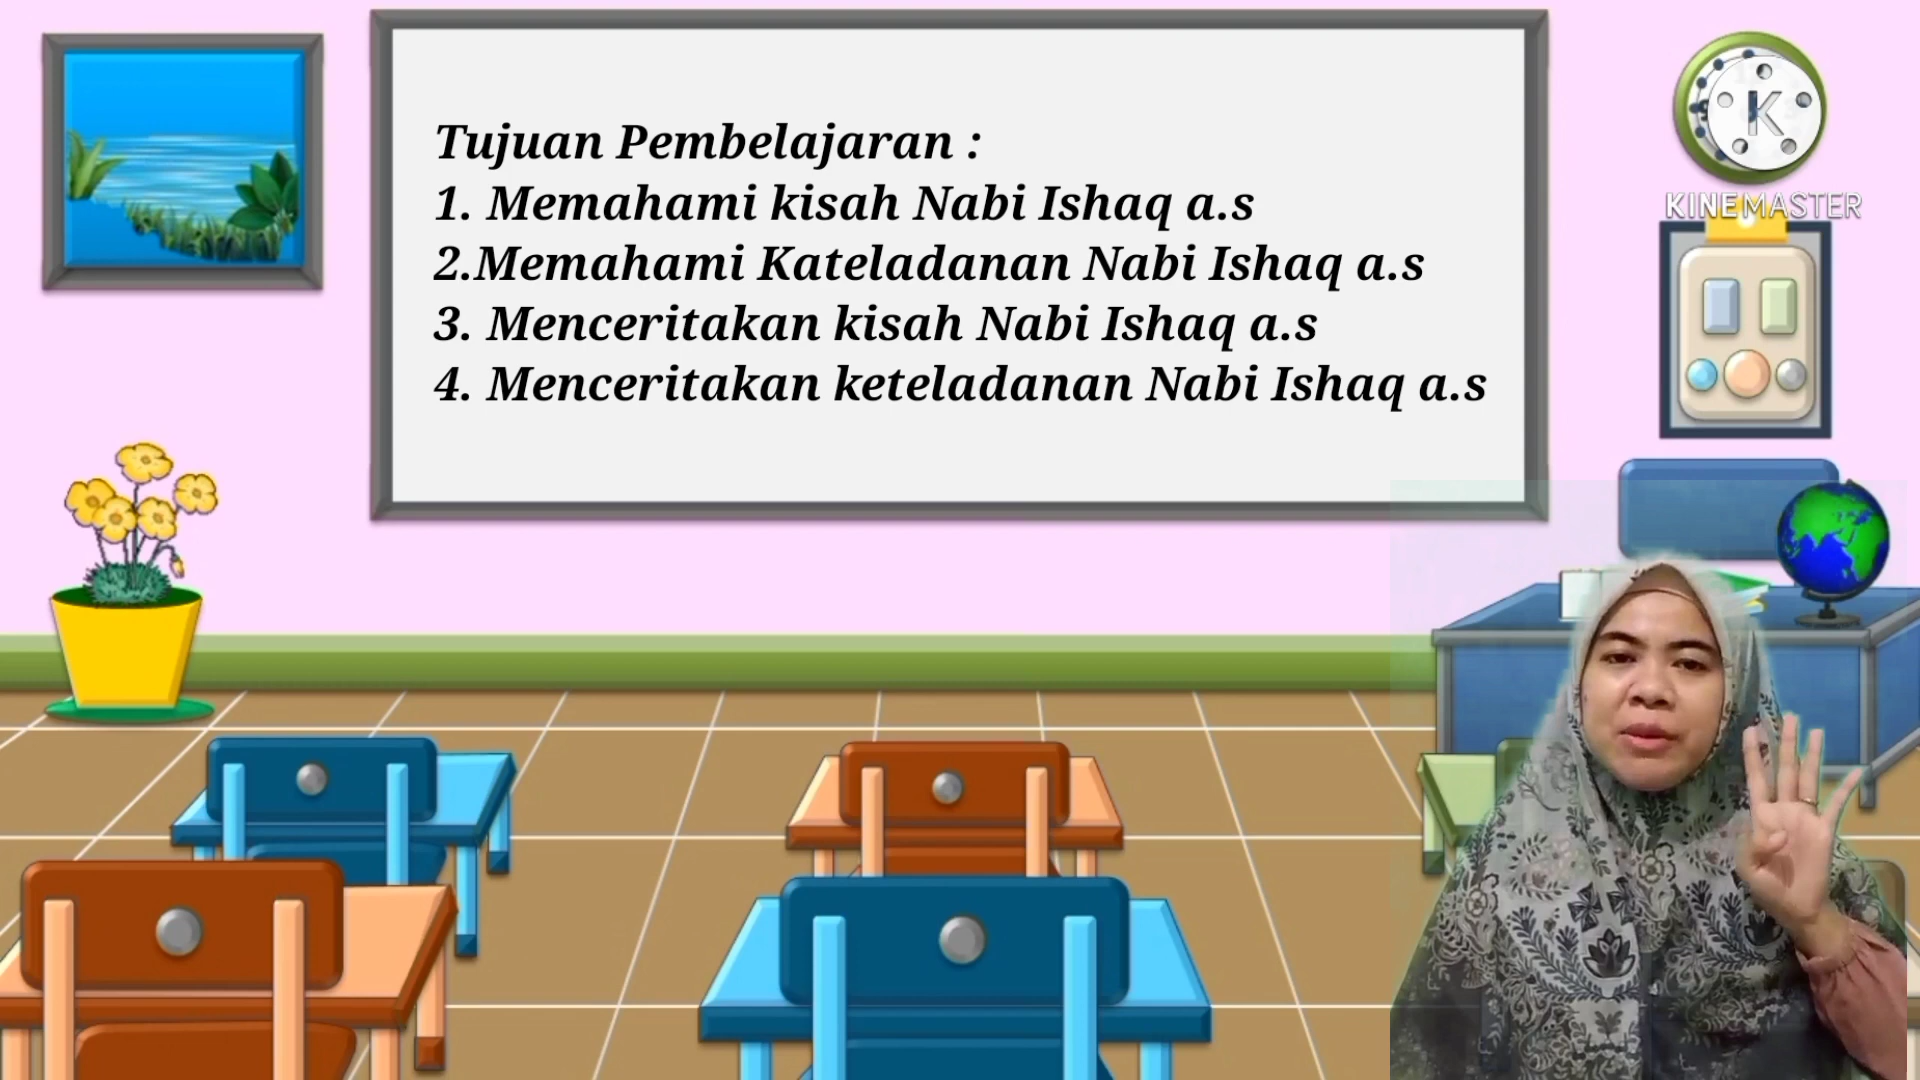 Tujuan Pembelajaran :
1. Memahami kisah Nabi Ishaq a.s
2.Memahami Kateladanan Nabi Ishaq a.s
3. Menceritakan kisah Nabi Ishaq a.s
4. Menceritakan keteladanan Nabi Ishaq a.s
K
KINEMASTER